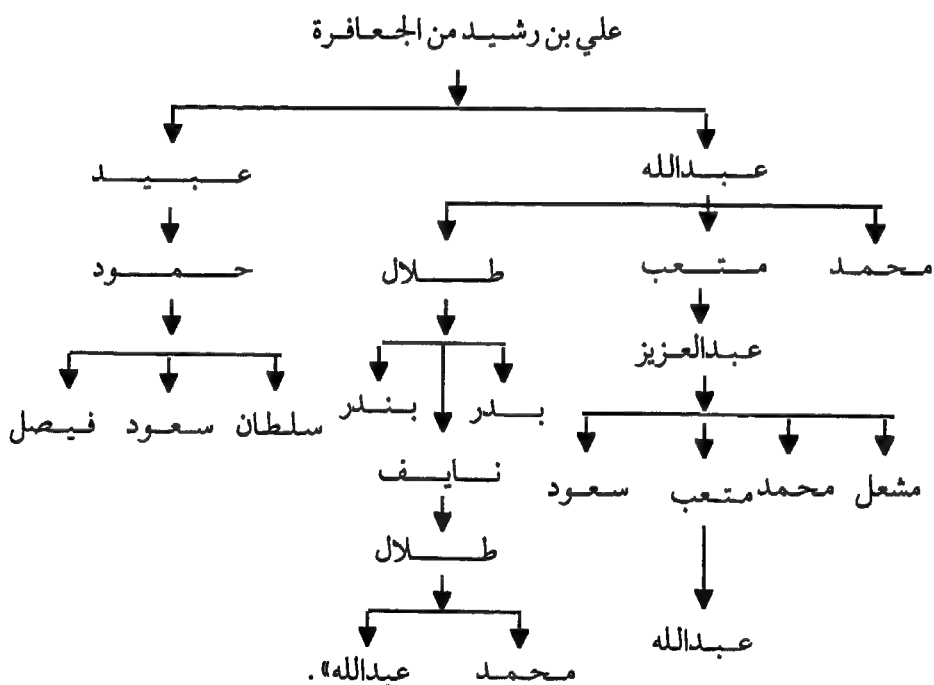 علي بن رشيد من الجعافرة
عبدالله عبيد
محمد متعب طلال حمود
عبدالعزيز
بدر بندر سلطان سعود فيصل
نايف
مشعل محمد متعب سعود
طلال
عبدالله
محمد عبدالله».